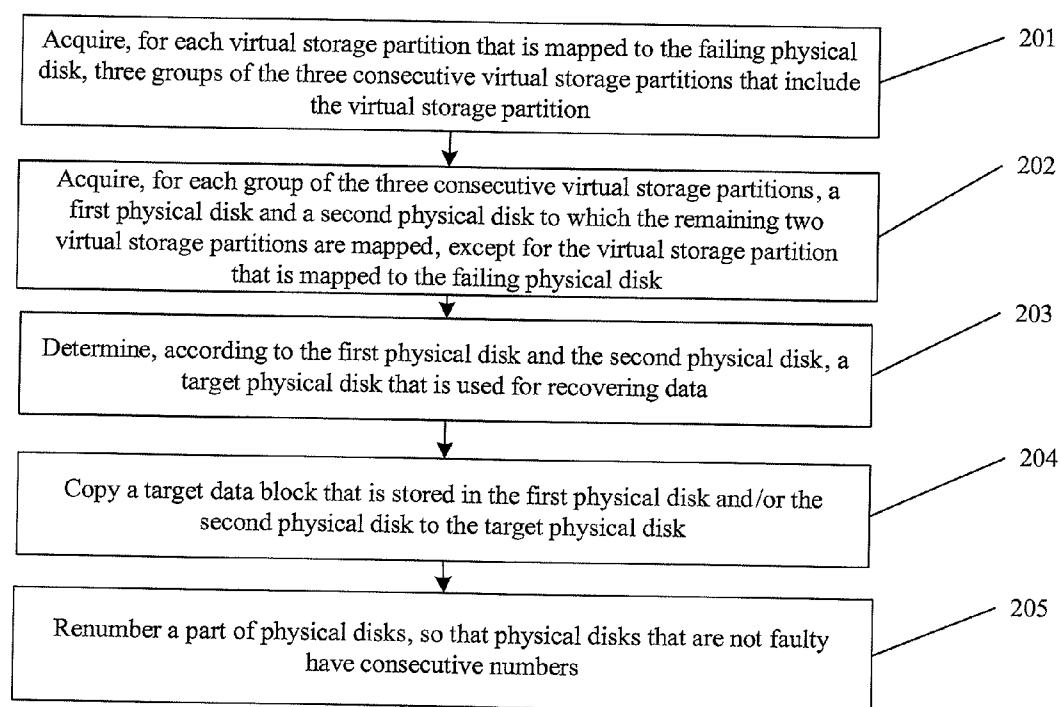 Acquire, for each virtual storage partition that is mapped to the failing physical
disk, three groups of the three consecutive virtual storage partitions that include
the virtual storage partition
201
Acquire, for each group of the three consecutive virtual storage partitions, a
first physical disk and a second physical disk to which the remaining two
virtual storage partitions are mapped, except for the virtual storage partition
that is mapped to the failing physical disk
202
Determine, according to the first physical disk and the second physical disk, a
target physical disk that is used for recovering data
203
Copy a target data block that is stored in the first physical disk and/or the
second physical disk to the target physical disk
204
Renumber a part of physical disks, so that physical disks that are not faulty
have consecutive numbers
205